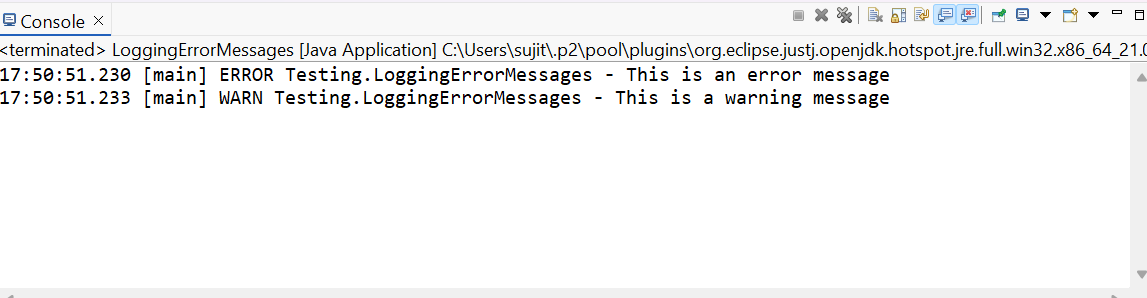 Console
<terminated> LoggingErrorMessages [Java Application] C:\Users\sujit\.p2\pool\plugins\org.eclipse.justj.openjdk.hotspot.jre.full.win32.x86_64_21.0
17:50:51.230 [main] ERROR Testing.LoggingErrorMessages - This is an error message
17:50:51.233 [main] WARN Testing.LoggingErrorMessages - This is a warning message